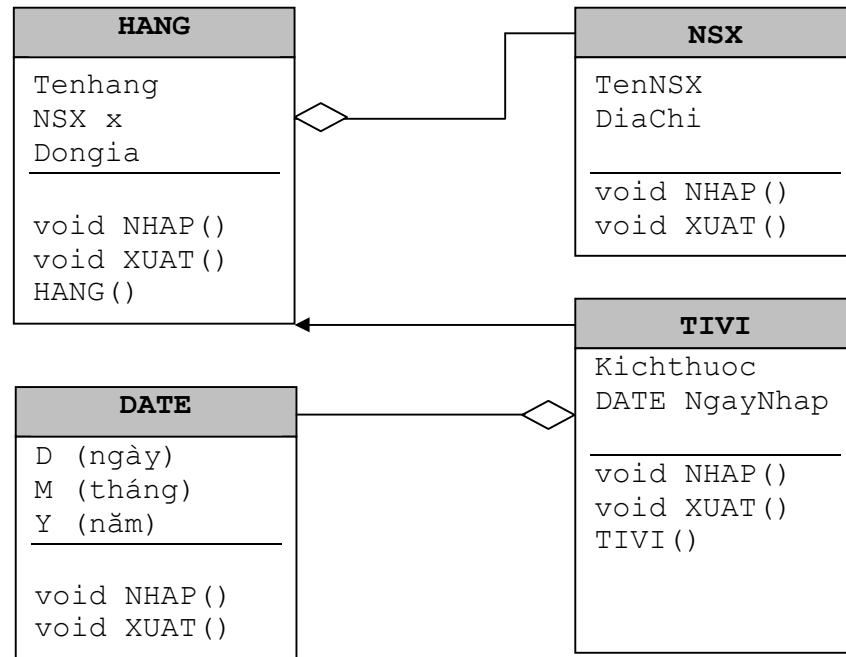 HANG
Tenhang
NSX x
Dongia
void NHAP()
void XUAT()
HANG()
NSX
TenNSX
DiaChi
void NHAP()
void XUAT()
TIVI
Kichthuoc
DATE NgayNhap
void NHAP()
void XUAT()
TIVI()
DATE
D (ngày)
M (tháng)
Y (năm)
void NHAP()
void XUAT()